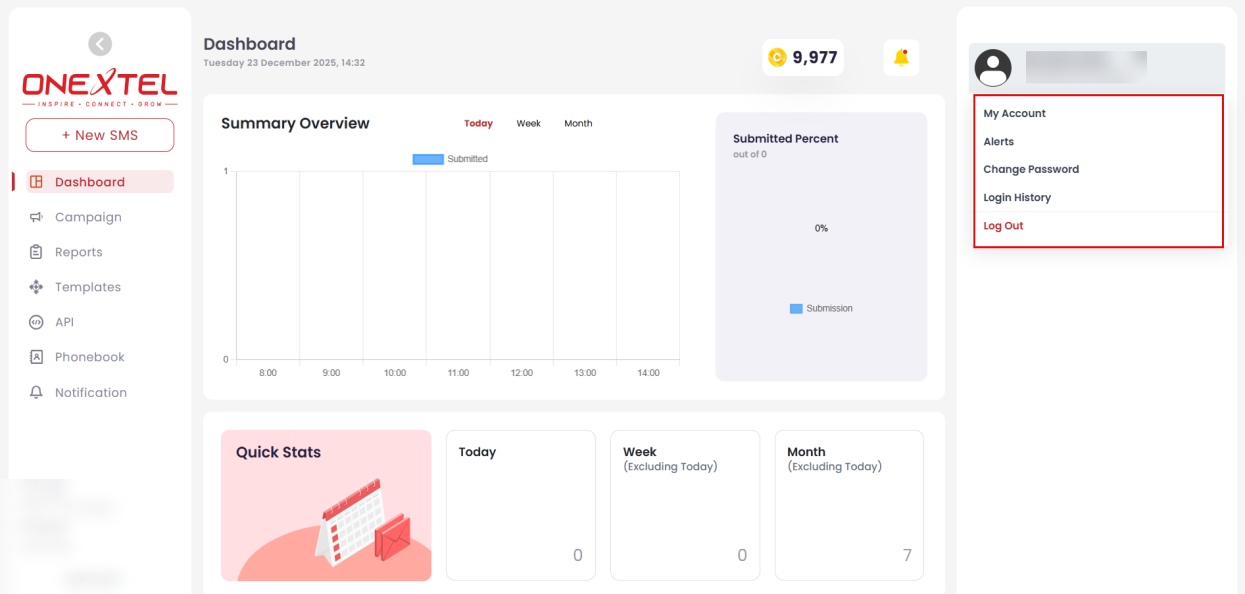 ONEXTEL
INSPIRE • CONNECT • GROW
+ New SMS
Dashboard
Campaign
Reports
Templates
API
Phonebook
Notification
Dashboard
Tuesday 23 December 2025, 14:32
9,977
Summary Overview
Today Week Month
Submitted
1
0
8:00 9:00 10:00 11:00 12:00 13:00 14:00
Submitted Percent
out of 0
0%
Submission
Quick Stats
Today
0
Week
(Excluding Today)
0
Month
(Excluding Today)
7
My Account
Alerts
Change Password
Login History
Log Out